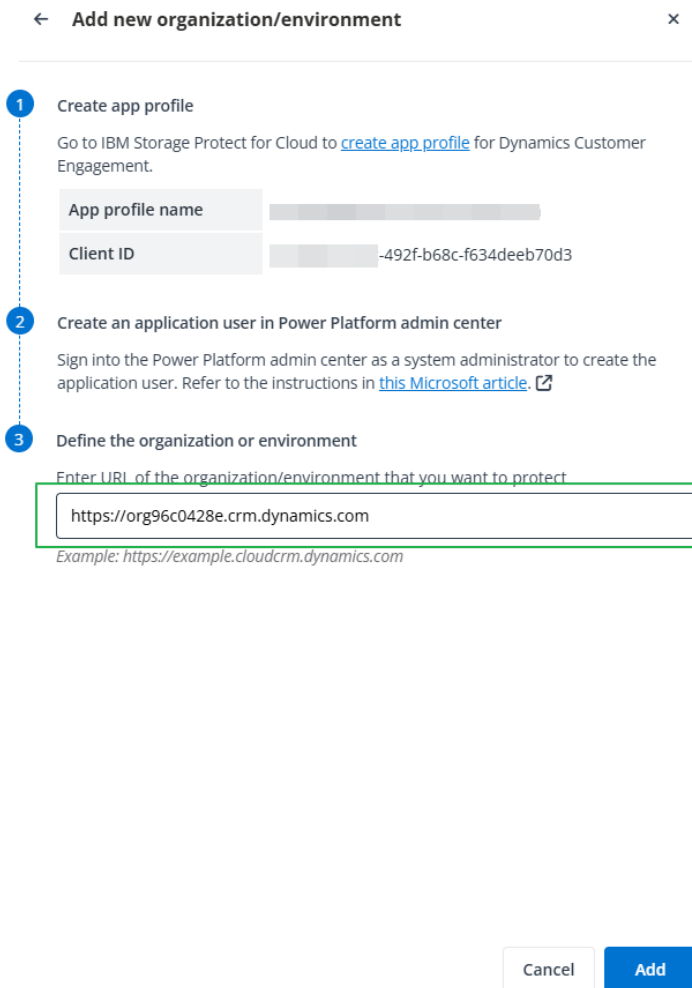 Add new organization/environment
1 Create app profile
Go to IBM Storage Protect for Cloud to create app profile for Dynamics Customer
Engagement.
App profile name
Client ID -492f-b68c-f634deeb70d3
2 Create an application user in Power Platform admin center
Sign into the Power Platform admin center as a system administrator to create the
application user. Refer to the instructions in this Microsoft article.
3 Define the organization or environment
Enter URL of the organization/environment that you want to protect
https://org96c0428e.crm.dynamics.com
Example: https://example.cloudcrm.dynamics.com
Cancel Add